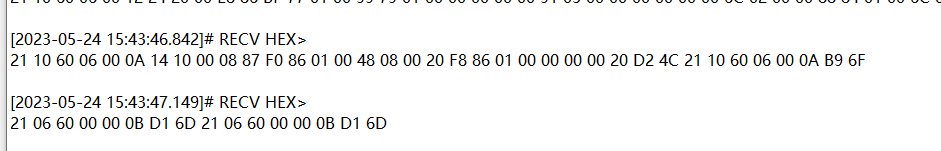 [2023-05-24 15:43:46.842]# RECV HEX>
21 10 60 06 00 0A 14 10 00 08 87 F0 86 01 00 48 08 00 20 F8 86 01 00 00 00 00 20 D2 4C 21 10 60 06 00 0A B9 6F
[2023-05-24 15:43:47.149]# RECV HEX>
21 06 60 00 00 0B D1 6D 21 06 60 00 00 0B D1 6D